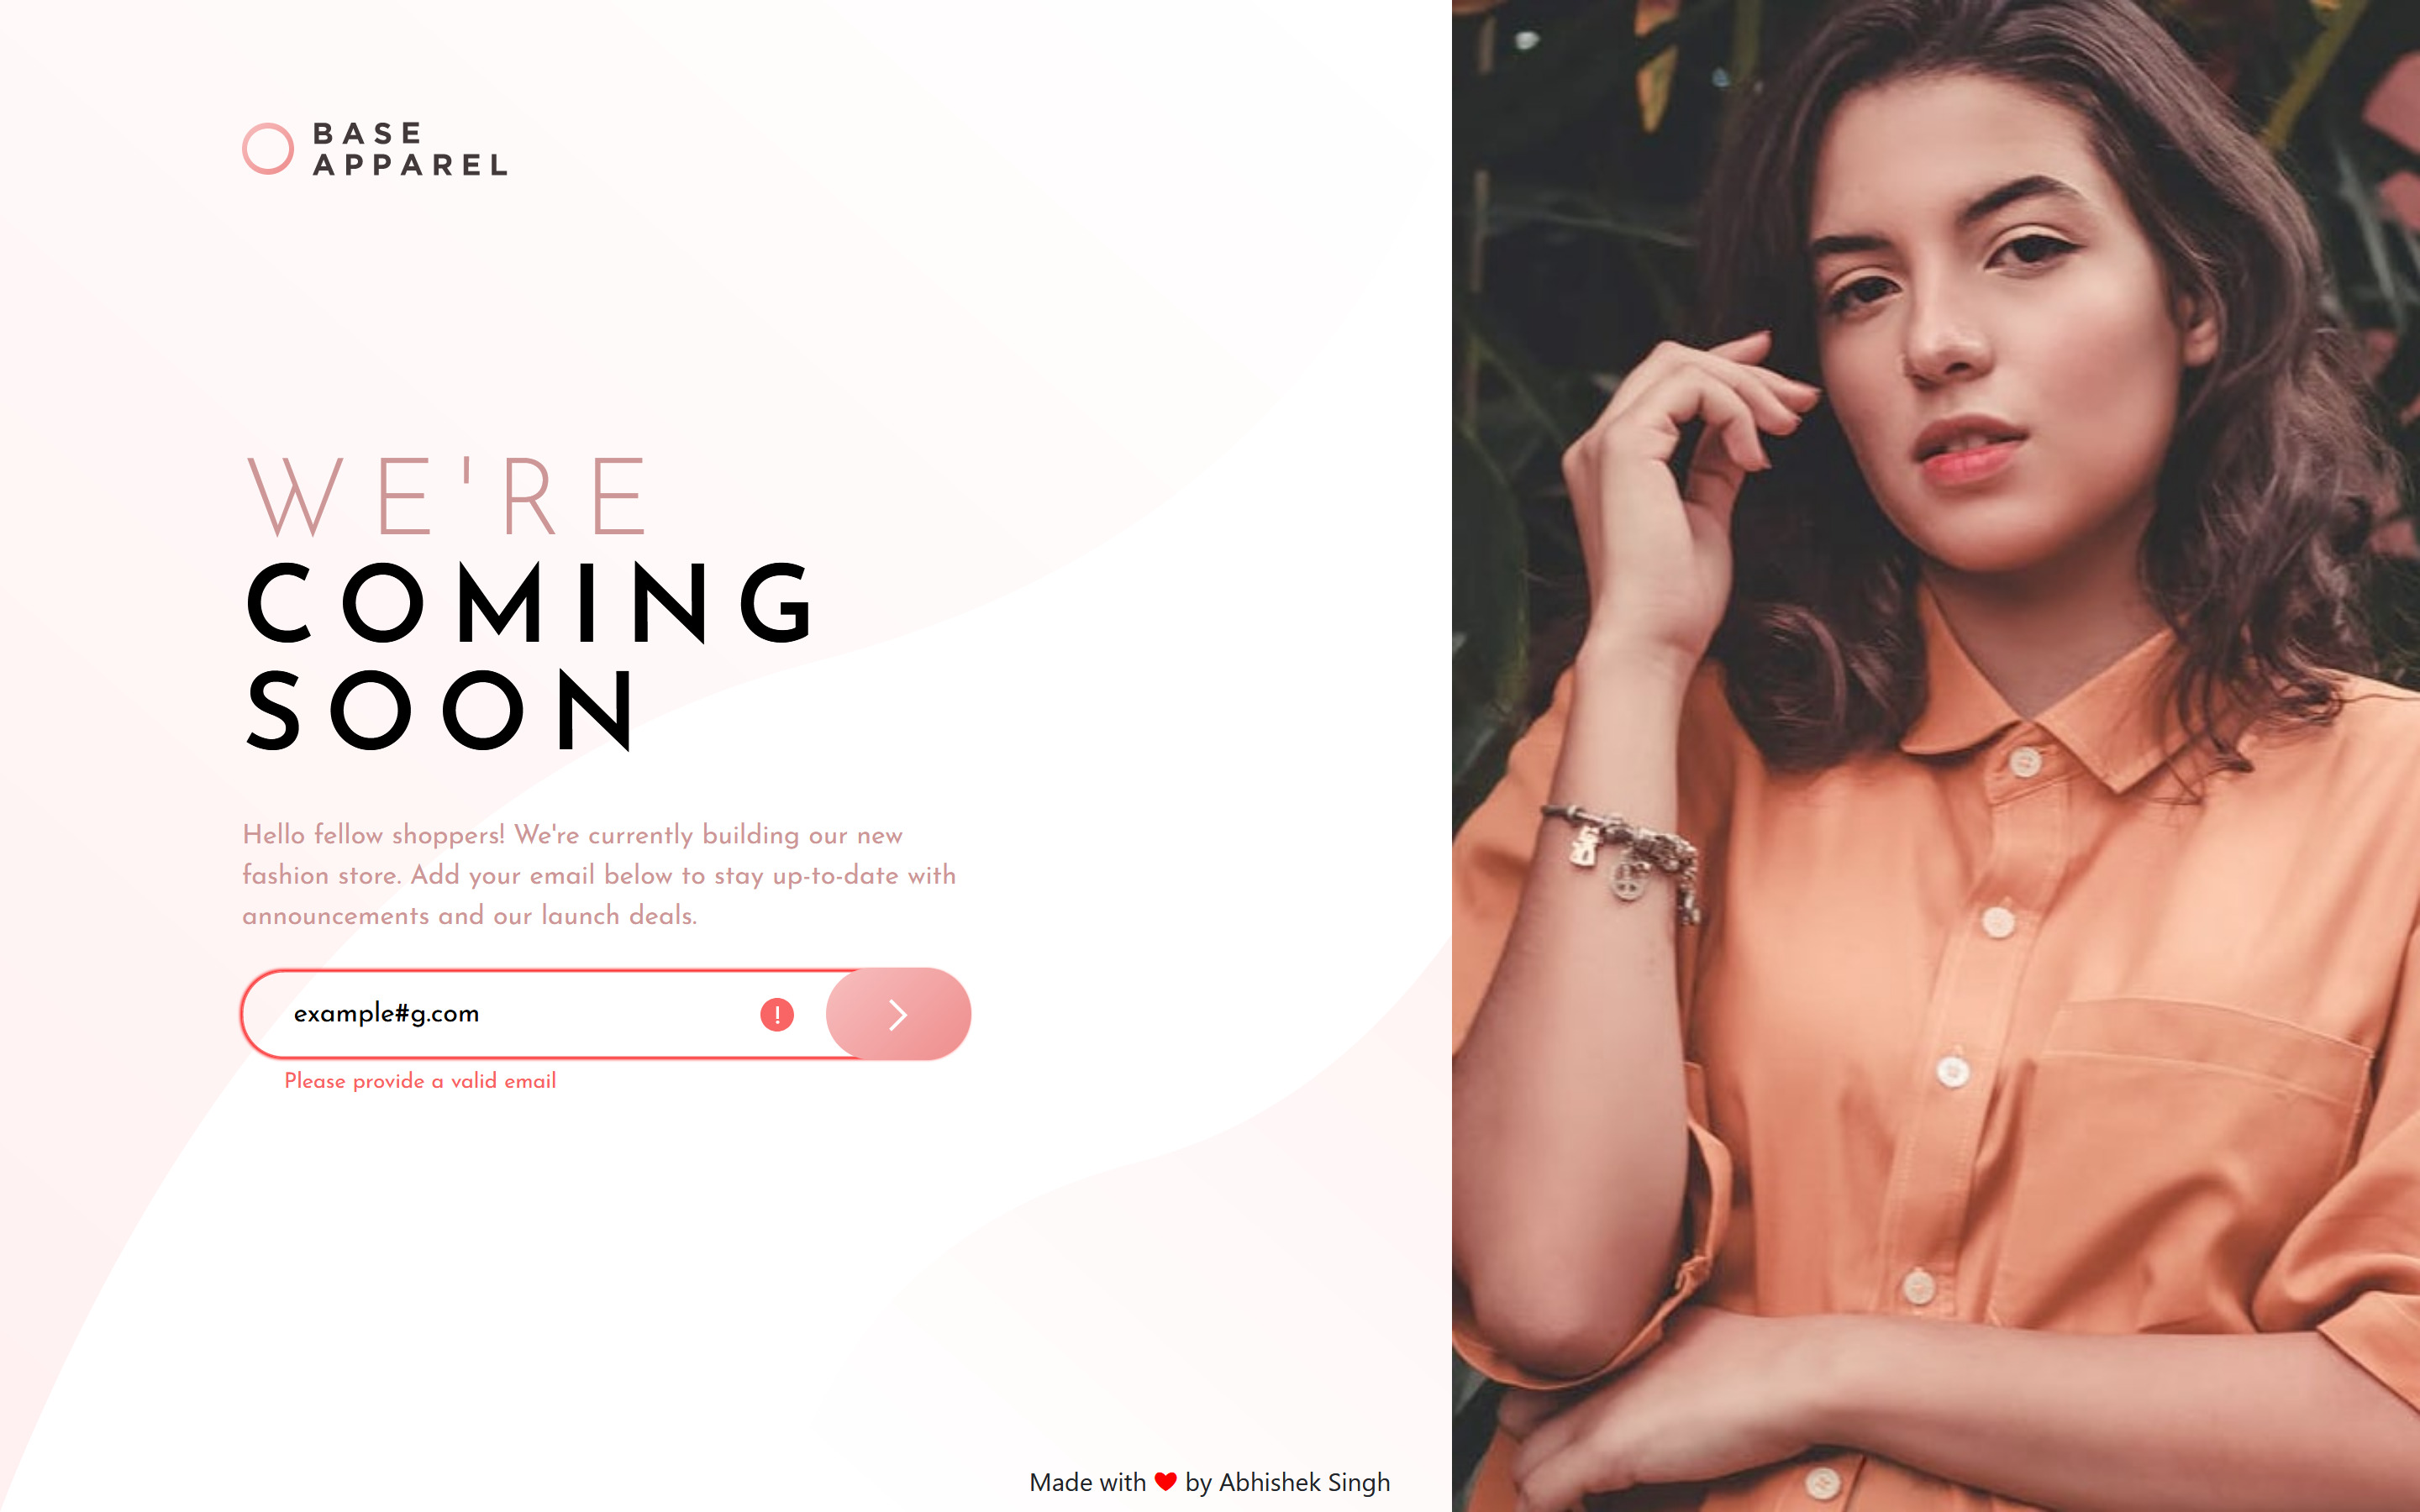 BASE
APPAREL
WE'RE
COMING
SOON
Hello fellow shoppers! We're currently building our new
fashion store. Add your email below to stay up-to-date with
announcements and our launch deals.
example#g.com
!
Please provide a valid email
Made with ❤ by Abhishek Singh